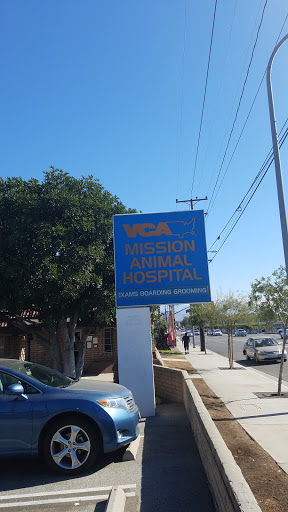 VCA
MISSION
ANIMAL
HOSPITAL
EXAMS BOARDING GROOMING